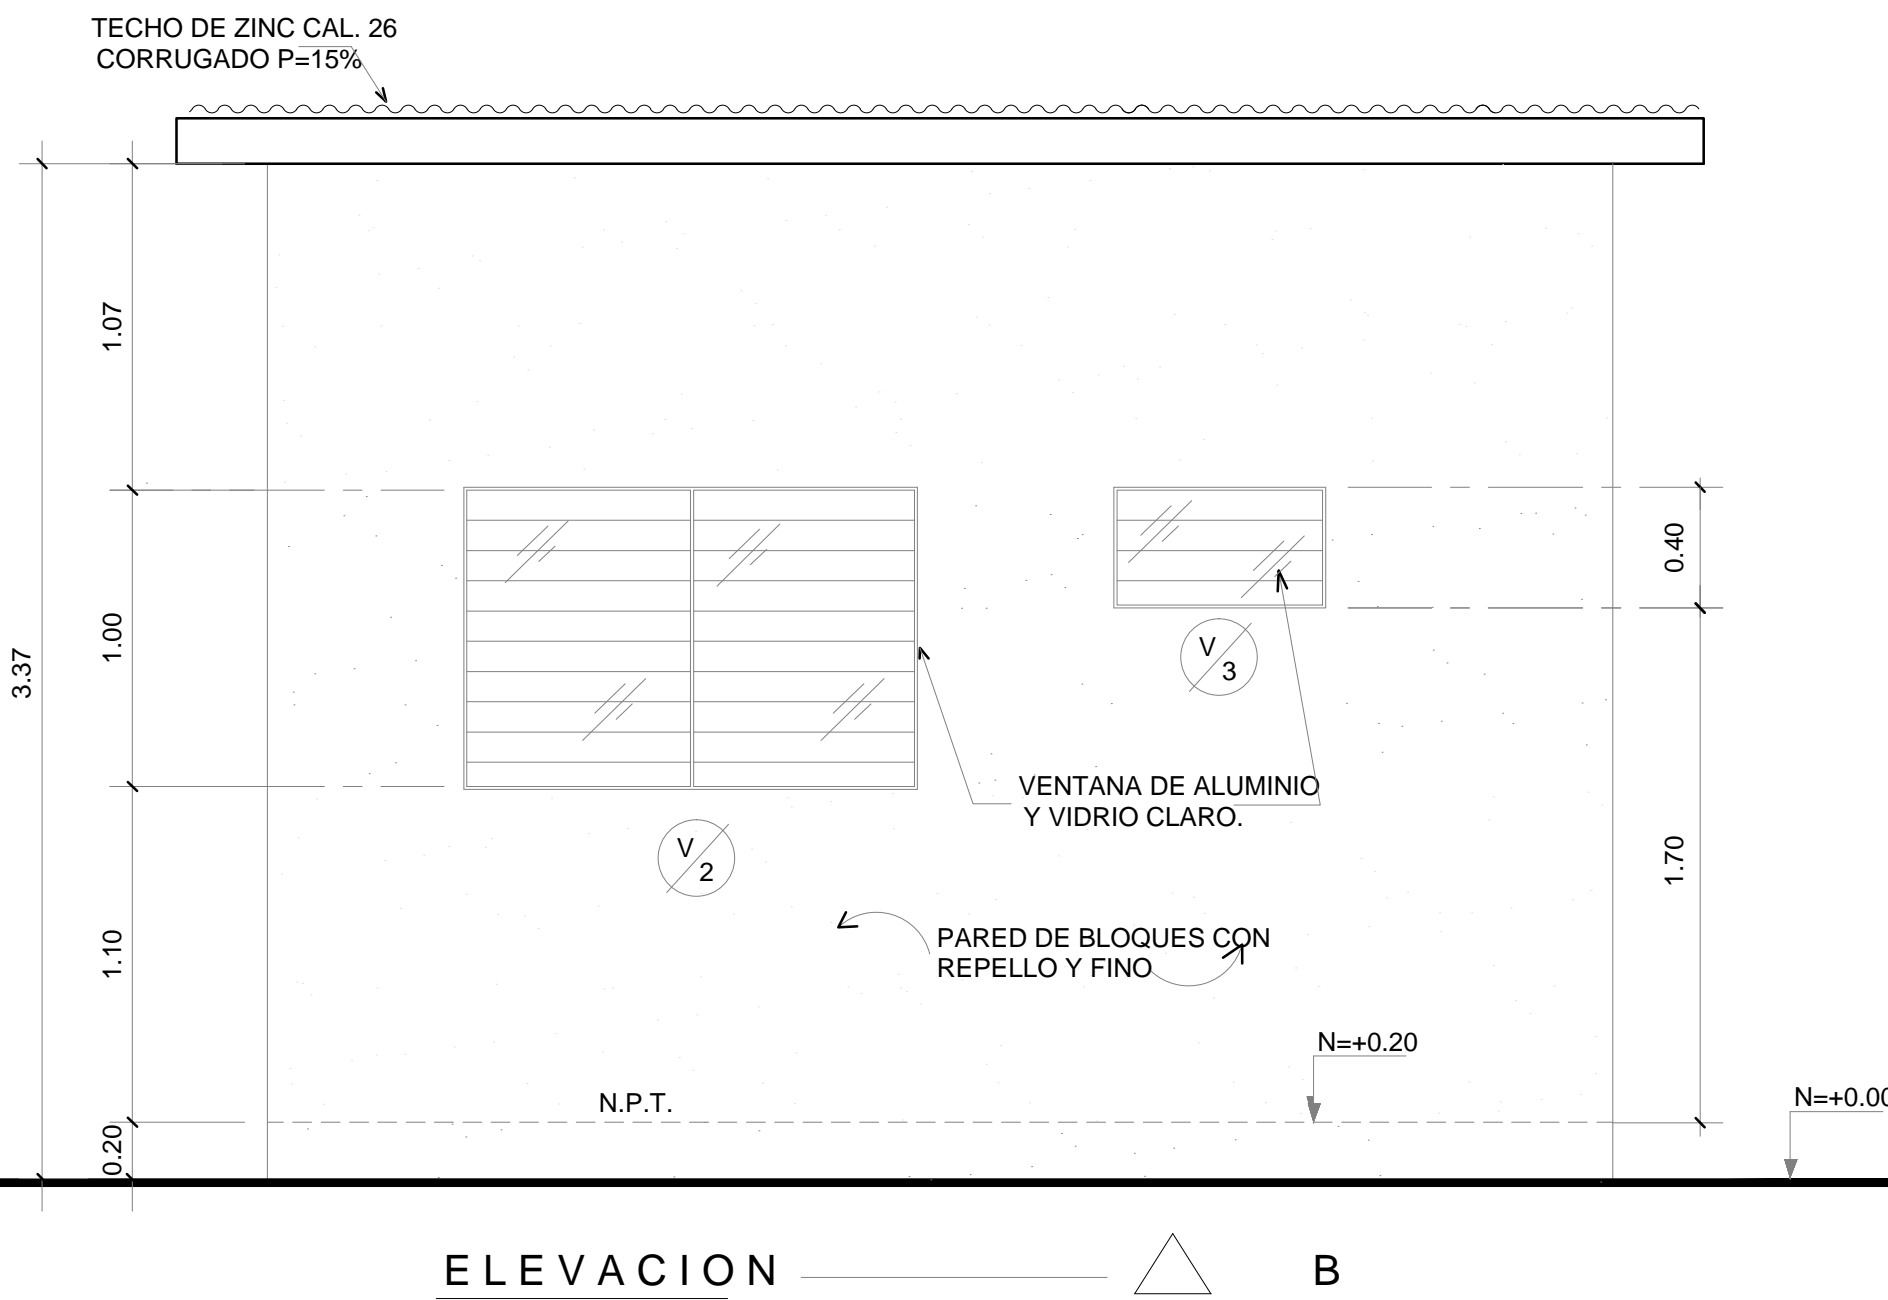 TECHO DE ZINC CAL. 26
CORRUGADO P=15%
1.07
1.00
3.37
1.10
0.20
0.40
1.70
V
3
VENTANA DE ALUMINIO
Y VIDRIO CLARO.
V
2
PARED DE BLOQUES CON
REPELLO Y FINO
N=+0.20
N.P.T.
N=+0.00
ELEVACION
B